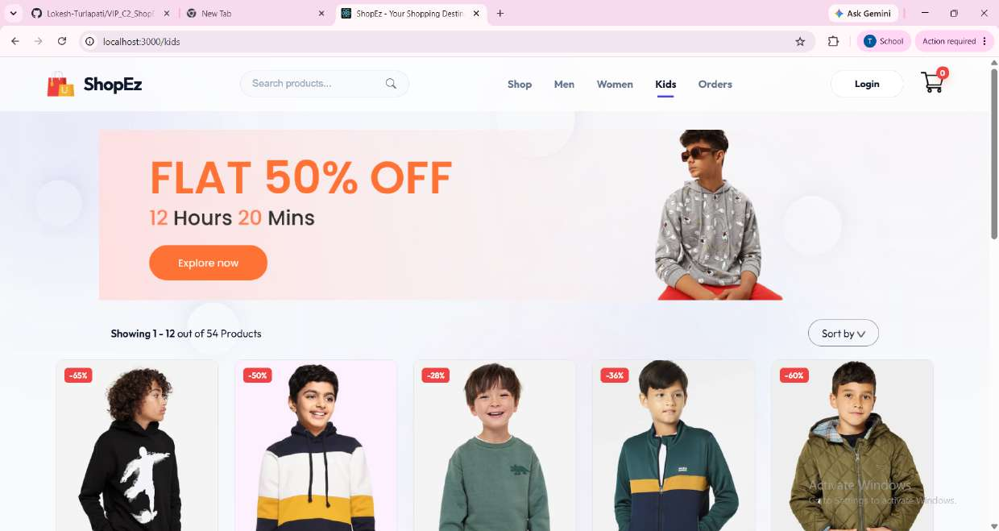 Lokesh-Turlapati/VIP_C2_Shop
New Tab
ShopEz - Your Shopping Destin
Ask Gemini
localhost:3000/kids
T School
Action required
U
ShopEz
Search products...
Shop
Men
Women
Kids
Orders
Login
0
FLAT 50% OFF
12 Hours 20 Mins
Explore now
Showing 1 - 12 out of 54 Products
Sort by
-65%
-50%
-28%
-36%
-60%
Activate Windows
Go to Settings to activate Windows.